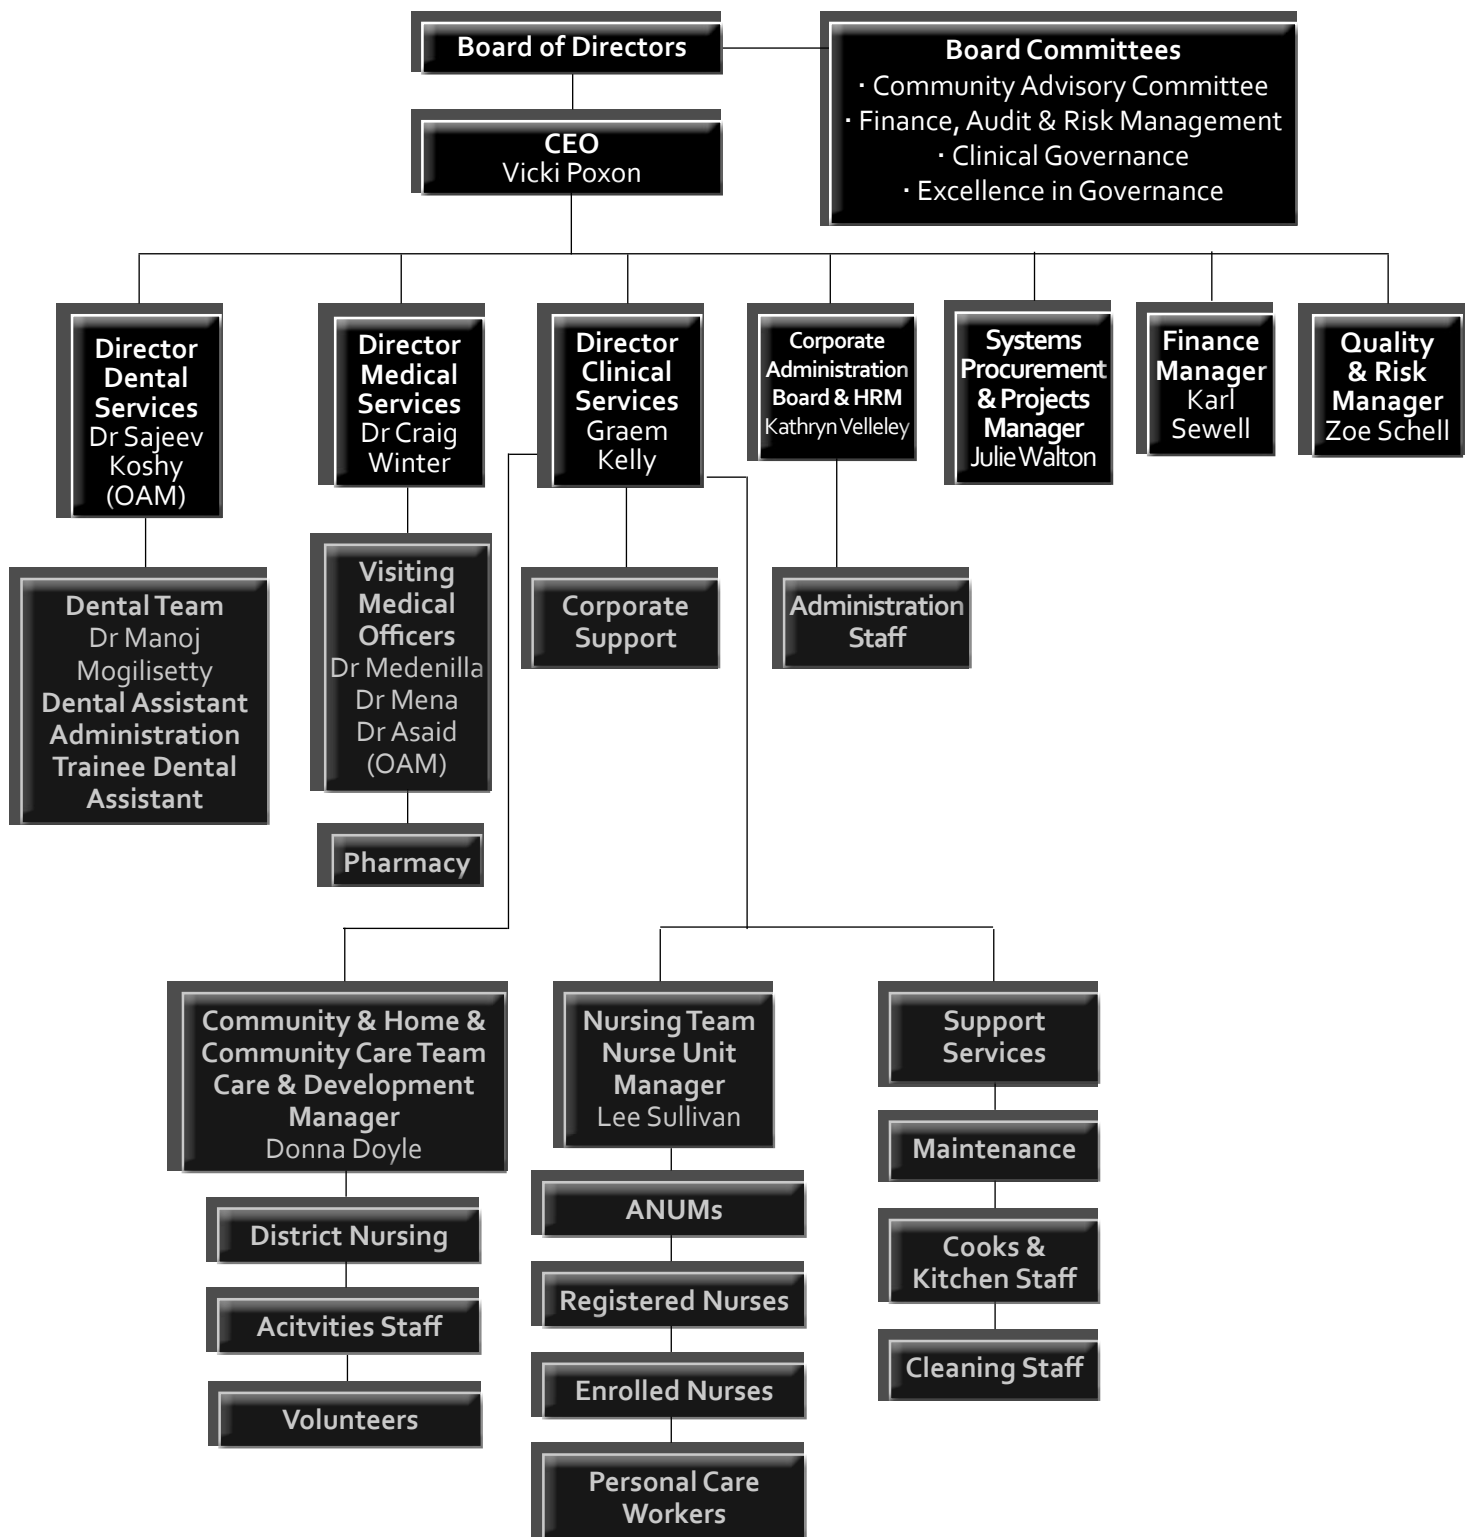 Board of Directors
Board Committees
· Community Advisory Committee
· Finance, Audit & Risk Management
· Clinical Governance
· Excellence in Governance
CEO
Vicki Poxon
Director
Dental
Services
Dr Sajeev
Koshy
(OAM)
Director
Medical
Services
Dr Craig
Winter
Director
Clinical
Services
Graem
Kelly
Corporate
Administration
Board & HRM
Kathryn Velleley
Systems
Procurement
& Projects
Manager
Julie Walton
Finance
Manager
Karl
Sewell
Quality
& Risk
Manager
Zoe Schell
Dental Team
Dr Manoj
Mogilisetty
Dental Assistant
Administration
Trainee Dental
Assistant
Visiting
Medical
Officers
Dr Medenilla
Dr Mena
Dr Asaid
(OAM)
Corporate
Support
Administration
Staff
Pharmacy
Community & Home &
Community Care Team
Care & Development
Manager
Donna Doyle
District Nursing
Acitvities Staff
Volunteers
Nursing Team
Nurse Unit
Manager
Lee Sullivan
ANUMs
Registered Nurses
Enrolled Nurses
Personal Care
Workers
Support
Services
Maintenance
Cooks &
Kitchen Staff
Cleaning Staff